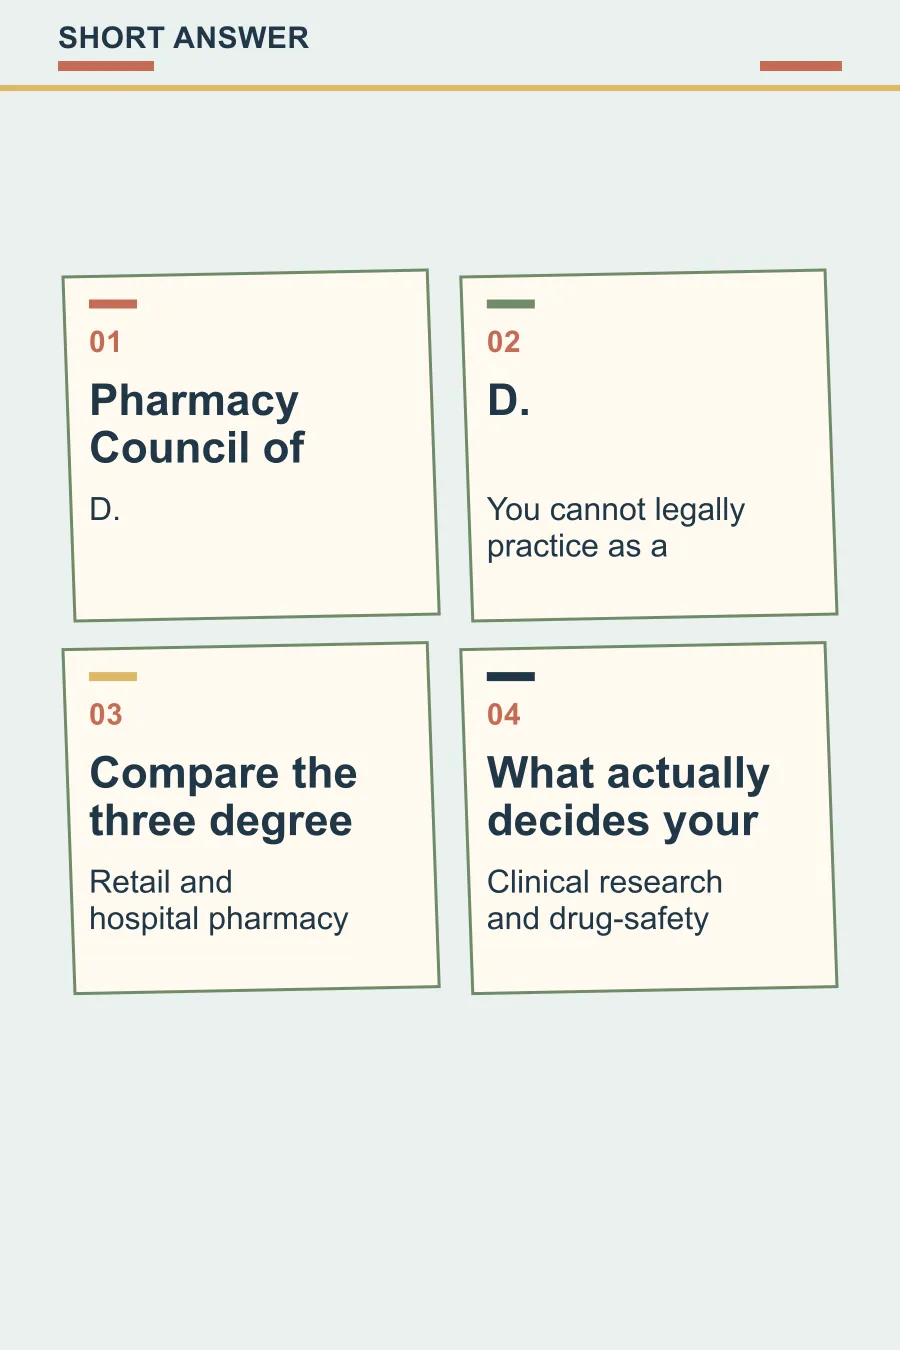 SHORT ANSWER
01
Pharmacy
Council of
D.
02
D.
You cannot legally
practice as a
03
Compare the
three degree
Retail and
hospital pharmacy
04
What actually
decides your
Clinical research
and drug-safety